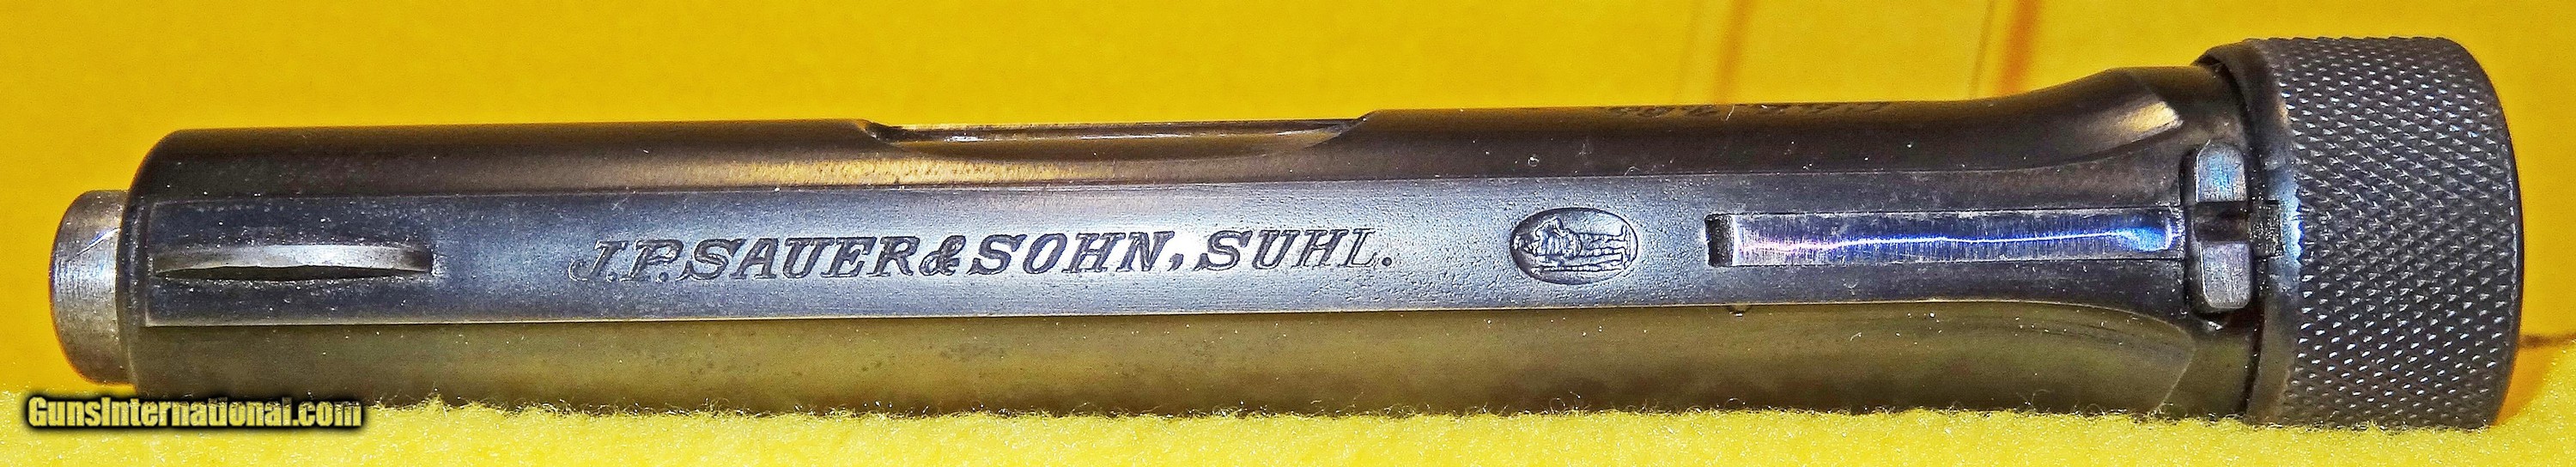 J.P. SAUER & SOHN, SUHL.
GunsInternational.com